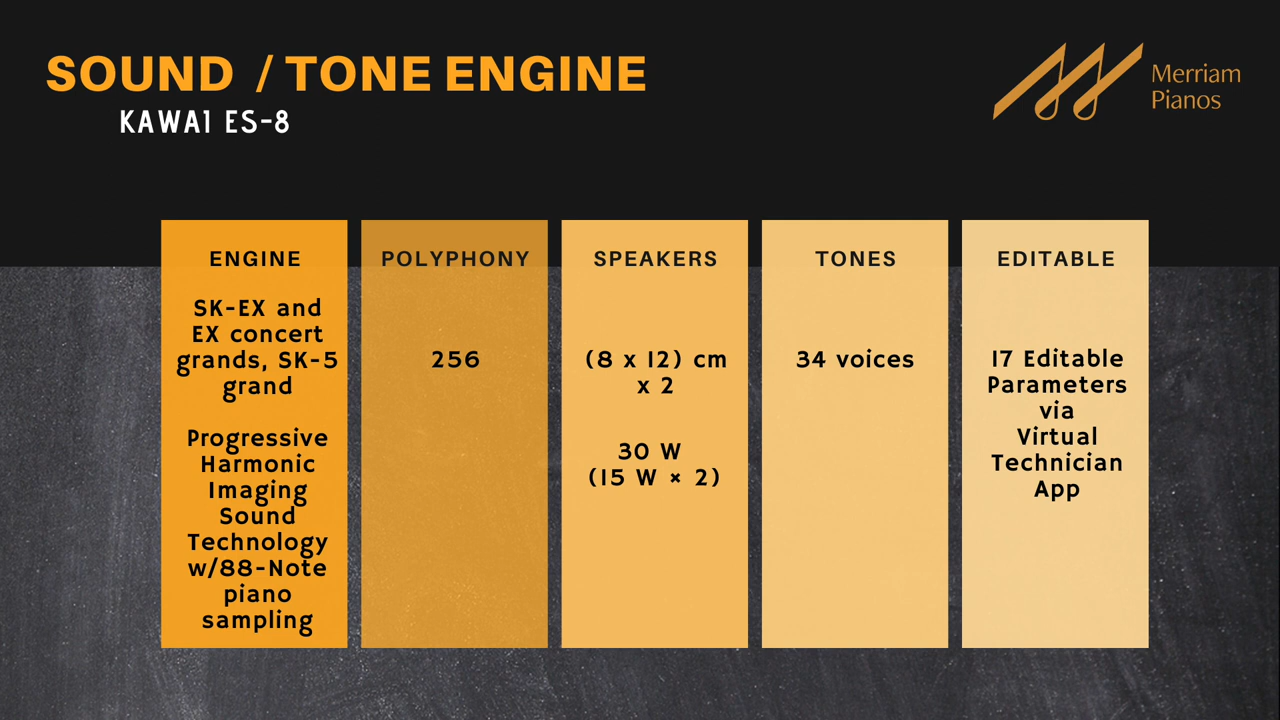 SOUND / TONE ENGINE
KAWAI ES-8
Merriam
Pianos
ENGINE
SK-EX and
EX concert
grands, SK-5
grand
Progressive
Harmonic
Imaging
Sound
Technology
w/88-Note
piano
sampling
POLYPHONY
256
SPEAKERS
(8 x 12) cm
x 2
30 W
(15 W × 2)
TONES
34 voices
EDITABLE
17 Editable
Parameters
via
Virtual
Technician
App